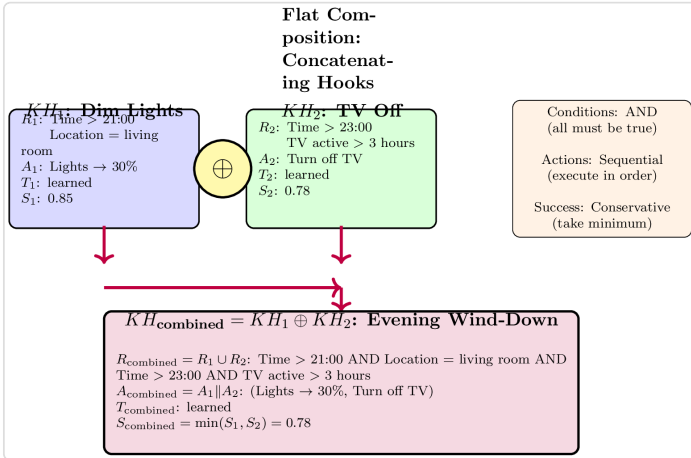 Flat Com-
position:
Concatenat-
ing Hooks
KH₁: Dim Lights
R₁: Time > 21:00
Location = living
room
A₁: Lights → 30%
T₁: learned
S₁: 0.85
⊕
KH₂: TV Off
R₂: Time > 23:00
TV active > 3 hours
A₂: Turn off TV
T₂: learned
S₂: 0.78
Conditions: AND
(all must be true)
Actions: Sequential
(execute in order)
Success: Conservative
(take minimum)
KH_combined = KH₁ ⊕ KH₂: Evening Wind-Down
R_combined = R₁ ∪ R₂: Time > 21:00 AND Location = living room AND
Time > 23:00 AND TV active > 3 hours
A_combined = A₁∥A₂: (Lights → 30%, Turn off TV)
T_combined: learned
S_combined = min(S₁, S₂) = 0.78